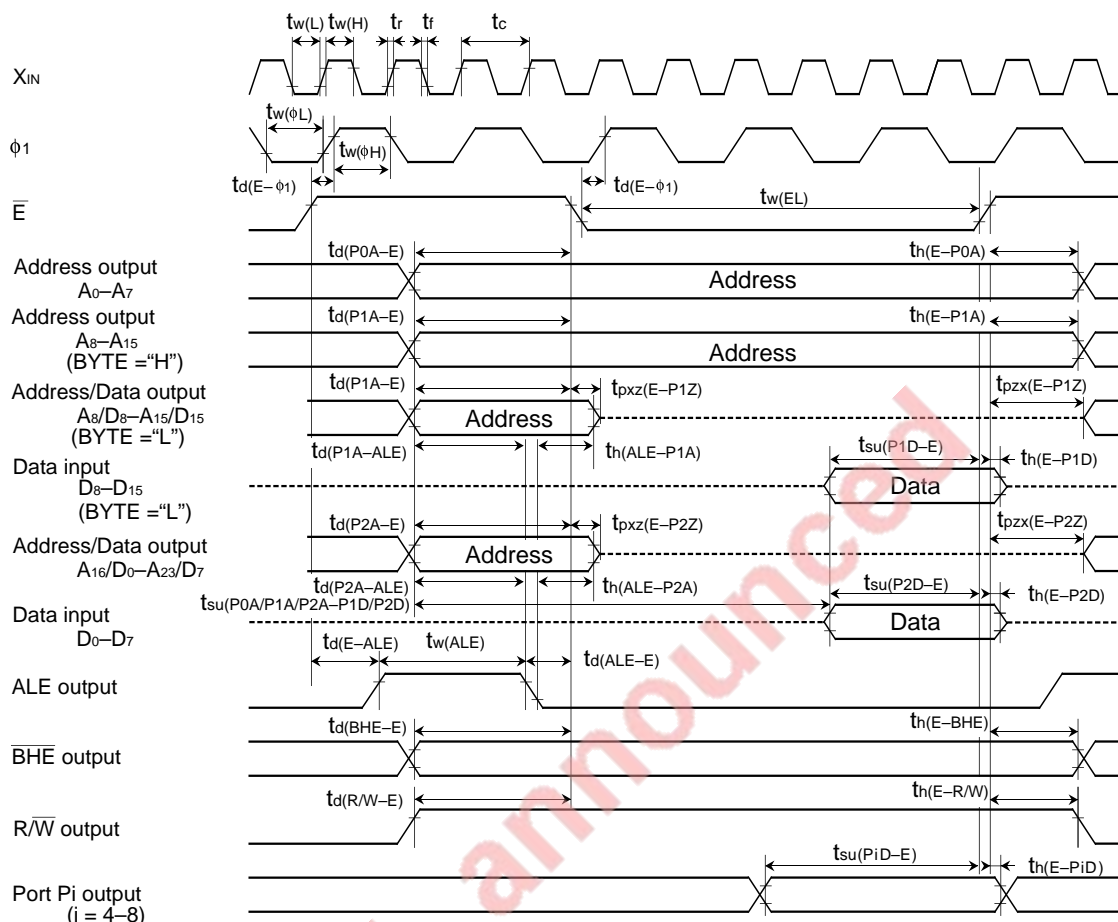 tw(L) tw(H) tr tf tc
XIN
tw(ϕL)
ϕ1
tw(ϕH)
td(E–ϕ1) td(E–ϕ1)
tw(EL)
E
td(P0A–E) th(E–P0A)
Address output
A0–A7
Address
td(P1A–E) th(E–P1A)
Address output
A8–A15
(BYTE =“H”)
Address
td(P1A–E) tpxz(E–P1Z) tpzx(E–P1Z)
Address/Data output
A8/D8–A15/D15
(BYTE =“L”)
Address
td(P1A–ALE) th(ALE–P1A) tsu(P1D–E) th(E–P1D)
Data input
D8–D15
(BYTE =“L”)
Data
td(P2A–E) tpxz(E–P2Z) tpzx(E–P2Z)
Address/Data output
A16/D0–A23/D7
Address
td(P2A–ALE) th(ALE–P2A) tsu(P2D–E) th(E–P2D)
tsu(P0A/P1A/P2A–P1D/P2D)
Data input
D0–D7
Data
td(E–ALE) tw(ALE) td(ALE–E)
ALE output
td(BHE–E) th(E–BHE)
BHE output
td(R/W–E) th(E–R/W)
R/W output
tsu(PiD–E) th(E–PiD)
Port Pi output
(i = 4–8)
announced